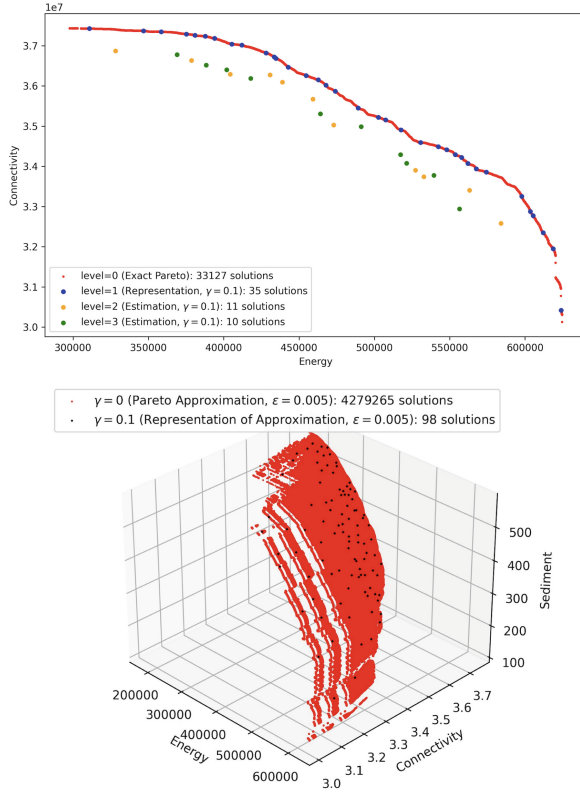 1e7
3.7
3.6
3.5
3.4
3.3
3.2
3.1
3.0
Connectivity
level=0 (Exact Pareto): 33127 solutions
level=1 (Representation, γ = 0.1): 35 solutions
level=2 (Estimation, γ = 0.1): 11 solutions
level=3 (Estimation, γ = 0.1): 10 solutions
300000 350000 400000 450000 500000 550000 600000
Energy
γ = 0 (Pareto Approximation, ε = 0.005): 4279265 solutions
γ = 0.1 (Representation of Approximation, ε = 0.005): 98 solutions
500
400
300
200
100
Sediment
200000
300000
400000
500000
600000
Energy
3.0
3.1
3.2
3.3
3.4
3.5
3.6
3.7
Connectivity